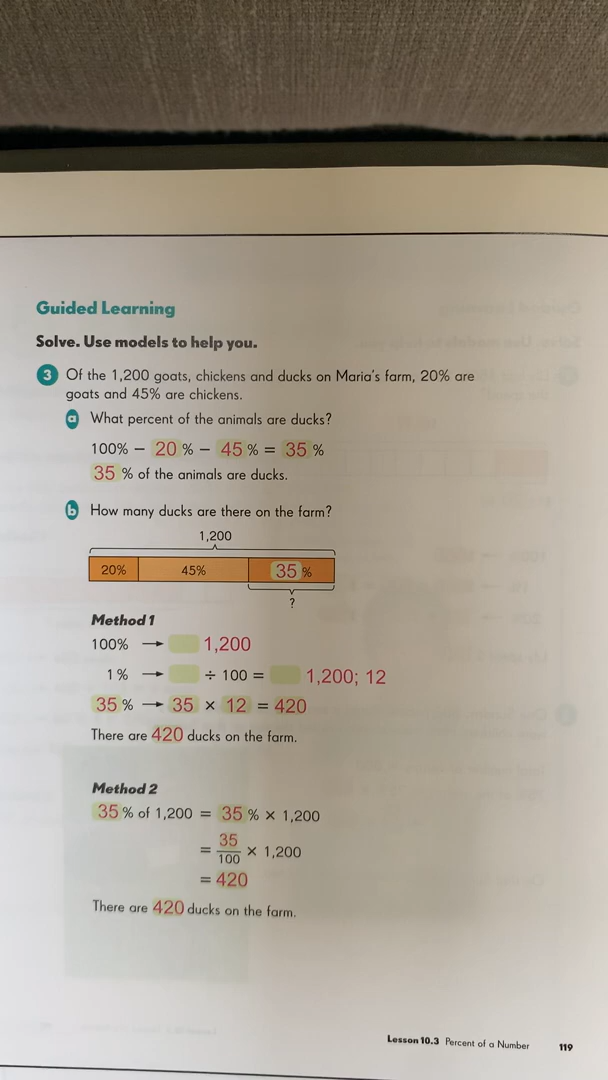 Guided Learning
Solve. Use models to help you.
3 Of the 1,200 goats, chickens and ducks on Maria's farm, 20% are
goats and 45% are chickens.
a What percent of the animals are ducks?
100% − 20 % − 45 % = 35 %
35 % of the animals are ducks.
b How many ducks are there on the farm?
1,200
20% 45% 35 %
?
Method 1
100% → 1,200
1% → ÷ 100 = 1,200; 12
35 % → 35 × 12 = 420
There are 420 ducks on the farm.
Method 2
35 % of 1,200 = 35 % × 1,200
= 35/100 × 1,200
= 420
There are 420 ducks on the farm.
Lesson 10.3 Percent of a Number 119